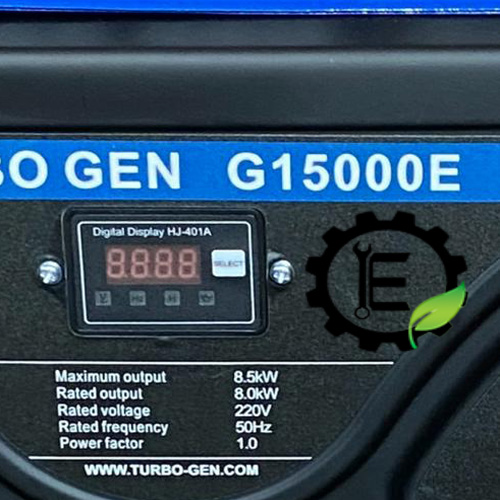 BO GEN G15000E
Digital Display HJ-401A
8.8.8.8.
SELECT
V Hz H
Maximum output 8.5kW
Rated output 8.0kW
Rated voltage 220V
Rated frequency 50Hz
Power factor 1.0
WWW.TURBO-GEN.COM
E